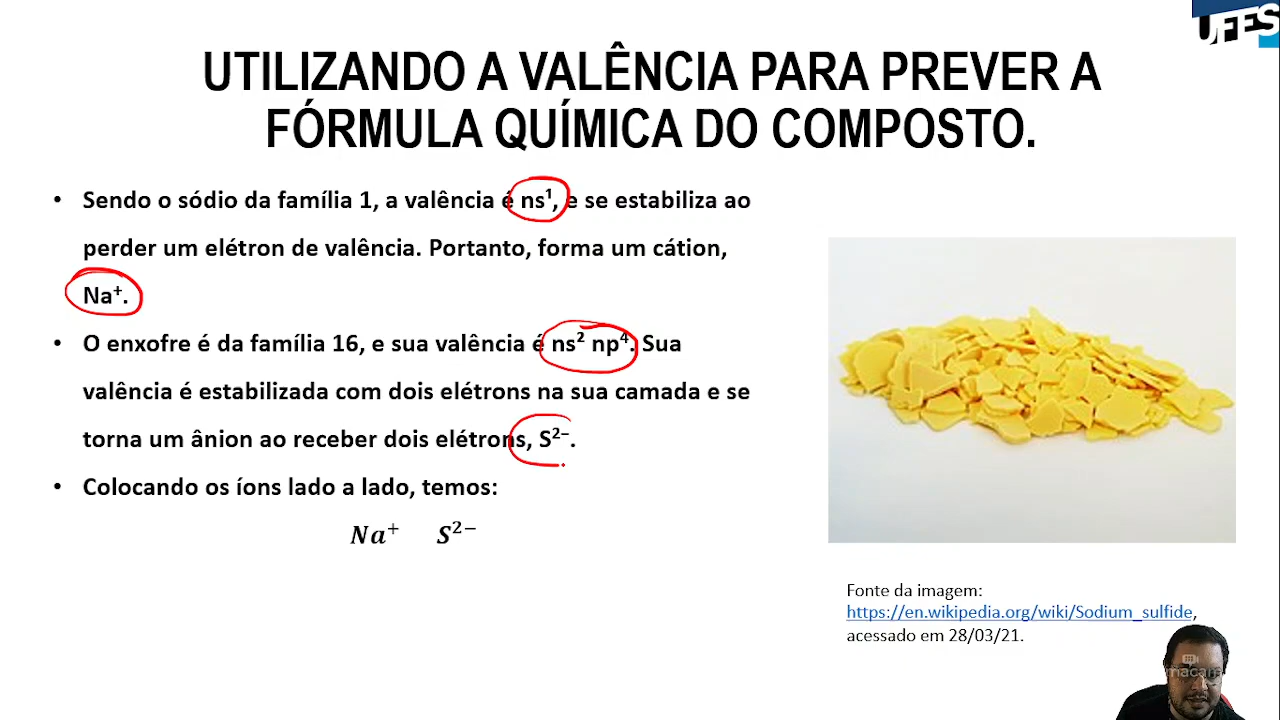 UFES
UTILIZANDO A VALÊNCIA PARA PREVER A
FÓRMULA QUÍMICA DO COMPOSTO.
• Sendo o sódio da família 1, a valência é ns¹, e se estabiliza ao
perder um elétron de valência. Portanto, forma um cátion,
Na⁺.
• O enxofre é da família 16, e sua valência é ns² np⁴. Sua
valência é estabilizada com dois elétrons na sua camada e se
torna um ânion ao receber dois elétrons, S²⁻.
• Colocando os íons lado a lado, temos:
Na⁺ S²⁻
Fonte da imagem:
https://en.wikipedia.org/wiki/Sodium_sulfide,
acessado em 28/03/21.